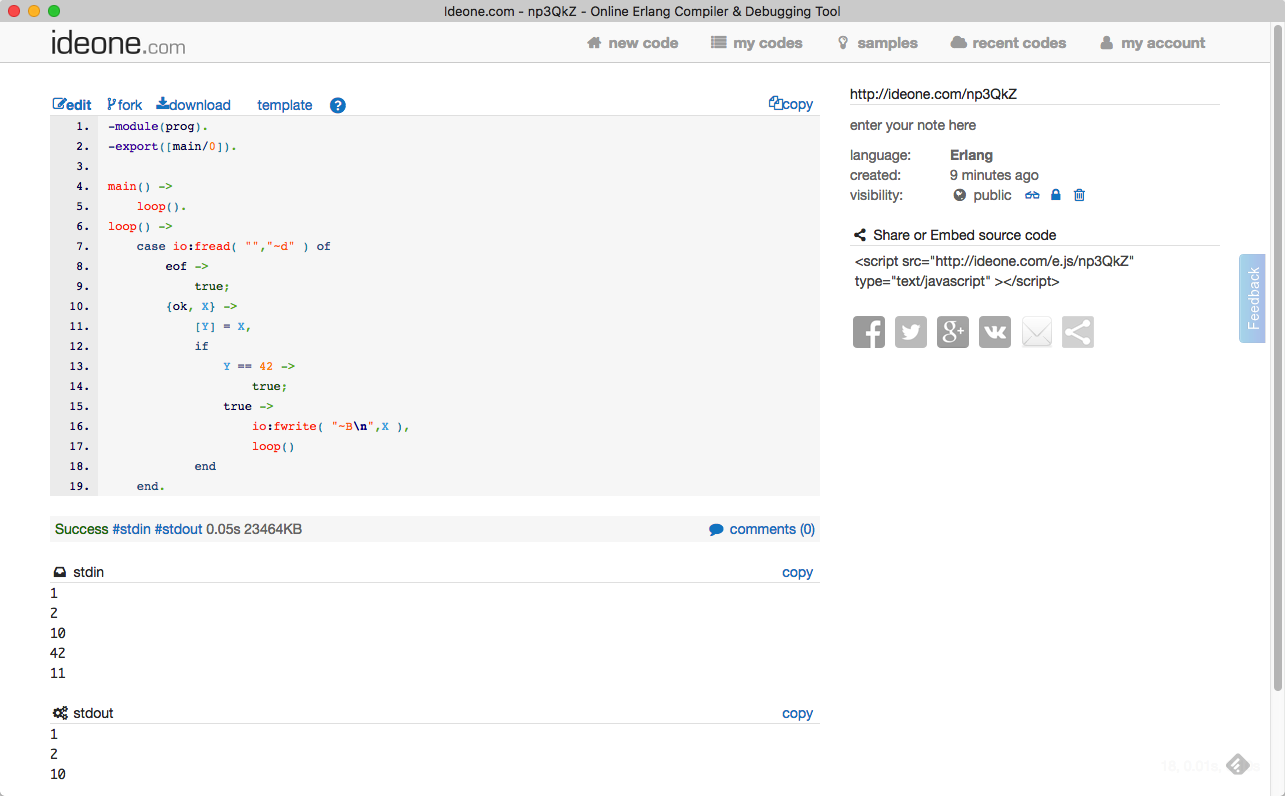 Ideone.com - np3QkZ - Online Erlang Compiler & Debugging Tool
ideone.com
new code my codes samples recent codes my account
edit fork download template ? copy
1. -module(prog).
2. -export([main/0]).
3.
4. main() ->
5.     loop().
6. loop() ->
7.     case io:fread( "","~d" ) of
8.         eof ->
9.             true;
10.         {ok, X} ->
11.             [Y] = X,
12.             if
13.                 Y == 42 ->
14.                     true;
15.                 true ->
16.                     io:fwrite( "~B\n",X ),
17.                     loop()
18.             end
19.     end.
Success #stdin #stdout 0.05s 23464KB
comments (0)
stdin copy
1
2
10
42
11
stdout copy
1
2
10
http://ideone.com/np3QkZ
enter your note here
language: Erlang
created: 9 minutes ago
visibility: public
Share or Embed source code
<script src="http://ideone.com/e.js/np3QkZ"
type="text/javascript" ></script>
Feedback